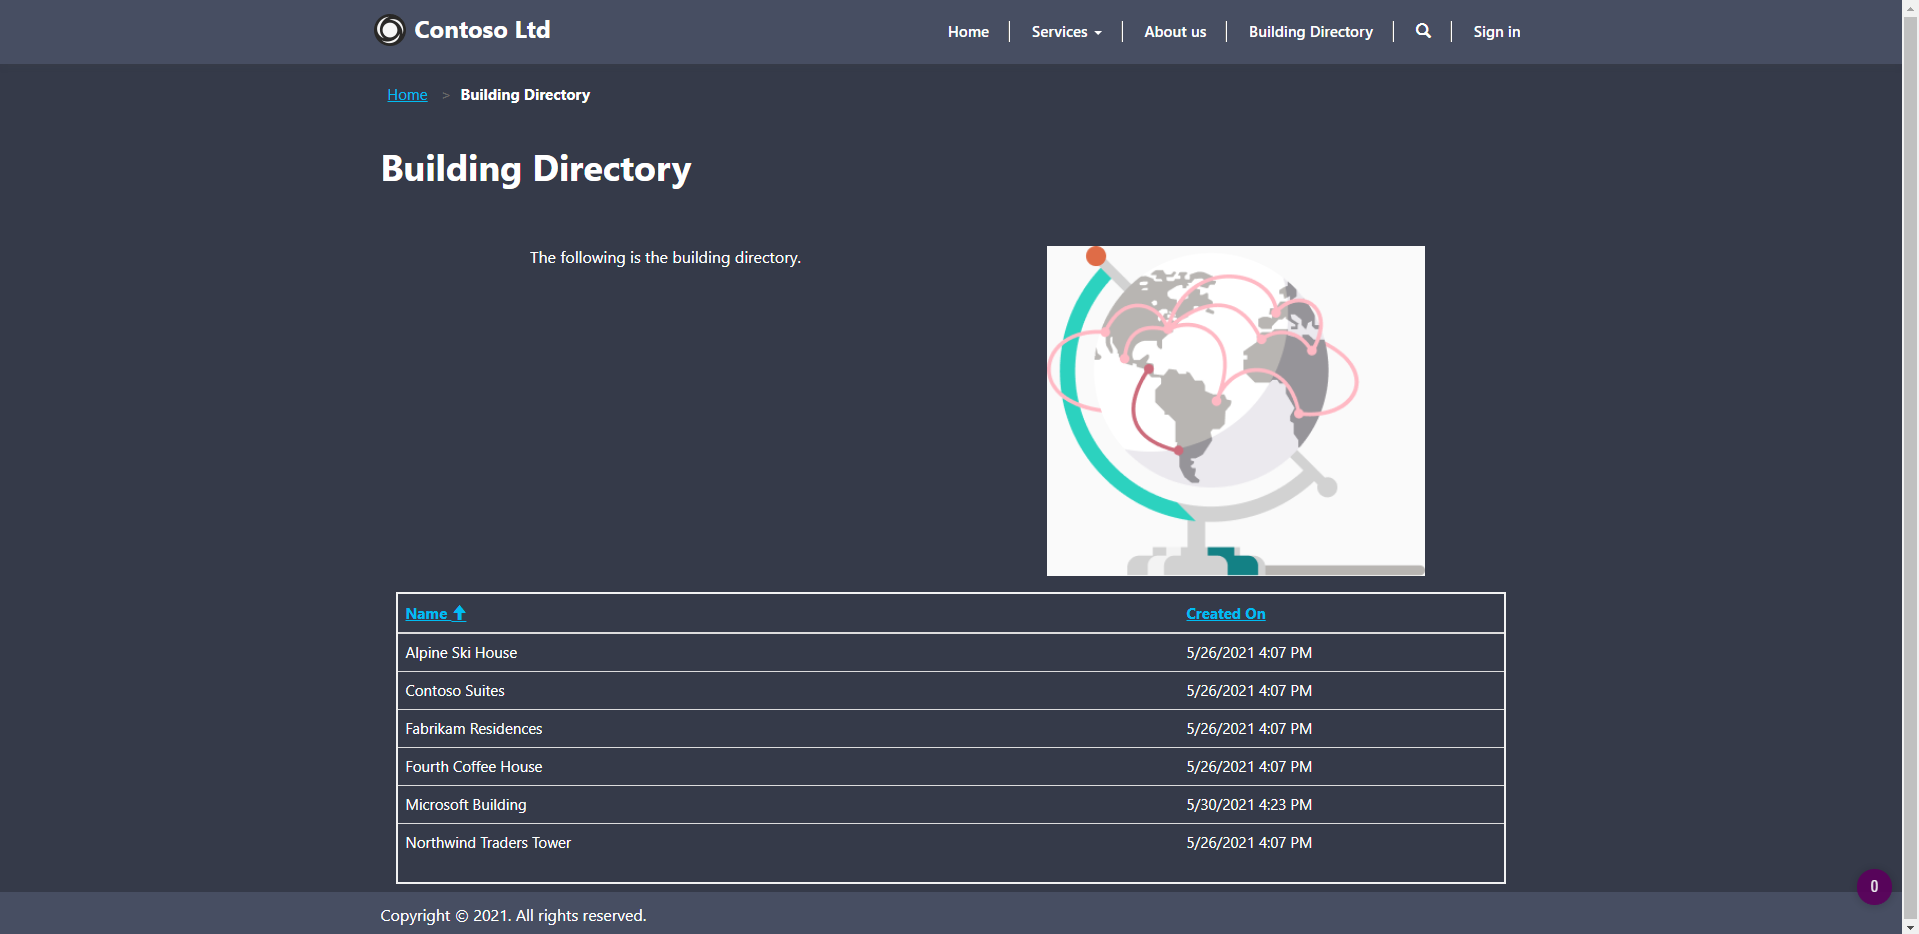 Contoso Ltd
Home
Services
About us
Building Directory
Sign in
Home > Building Directory
Building Directory
The following is the building directory.
Name Created On
Alpine Ski House 5/26/2021 4:07 PM
Contoso Suites 5/26/2021 4:07 PM
Fabrikam Residences 5/26/2021 4:07 PM
Fourth Coffee House 5/26/2021 4:07 PM
Microsoft Building 5/30/2021 4:23 PM
Northwind Traders Tower 5/26/2021 4:07 PM
0
Copyright © 2021. All rights reserved.